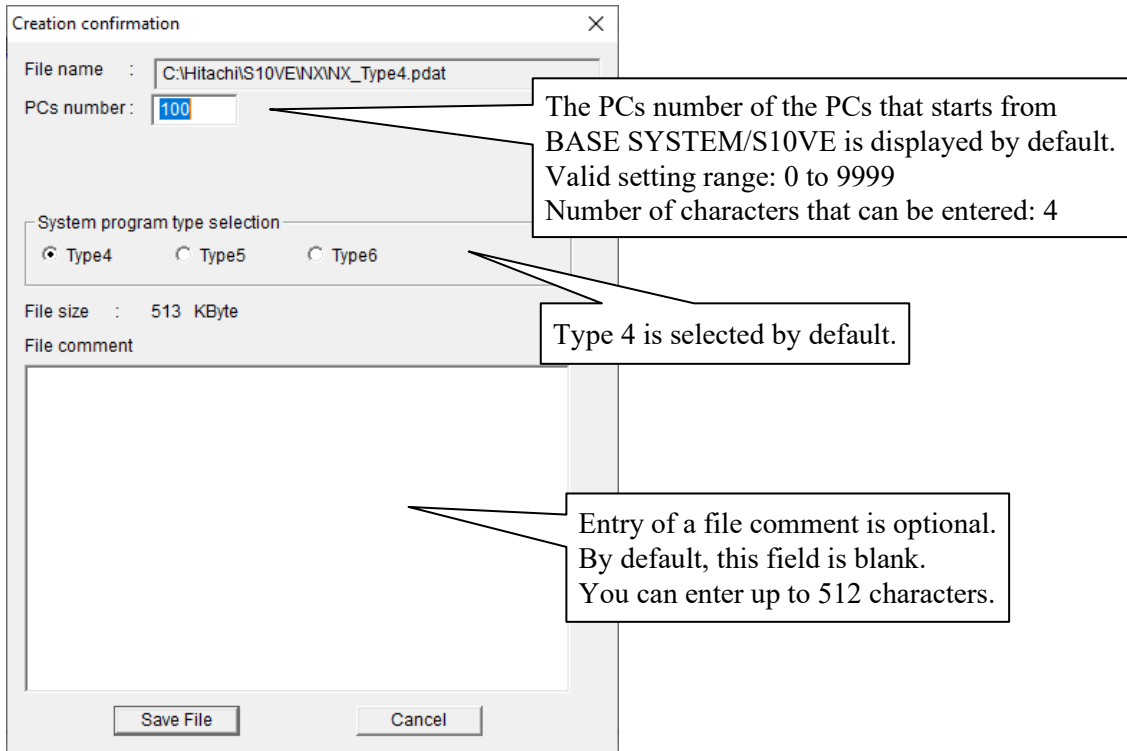 Creation confirmation
File name : C:\Hitachi\S10VE\NX\NX_Type4.pdat
PCs number : 100
The PCs number of the PCs that starts from
BASE SYSTEM/S10VE is displayed by default.
Valid setting range: 0 to 9999
Number of characters that can be entered: 4
System program type selection
Type4 Type5 Type6
File size : 513 KByte
Type 4 is selected by default.
File comment
Entry of a file comment is optional.
By default, this field is blank.
You can enter up to 512 characters.
Save File Cancel